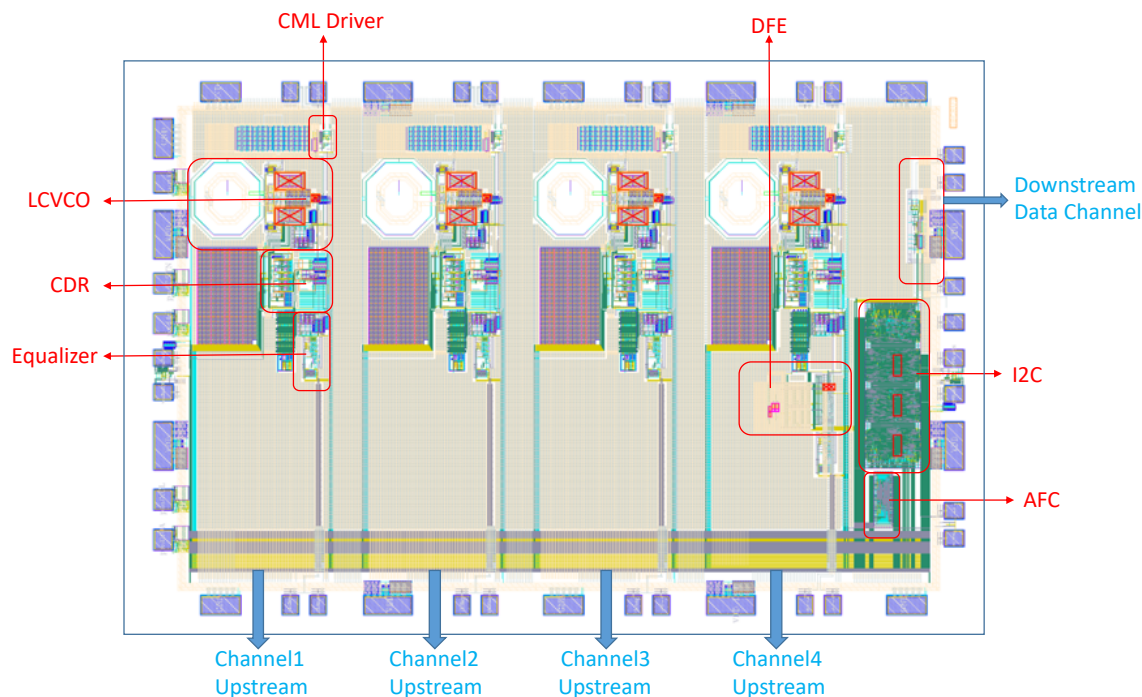 CML Driver
DFE
LCVCO
Downstream
Data Channel
CDR
Equalizer
I2C
AFC
Channel1
Upstream
Channel2
Upstream
Channel3
Upstream
Channel4
Upstream